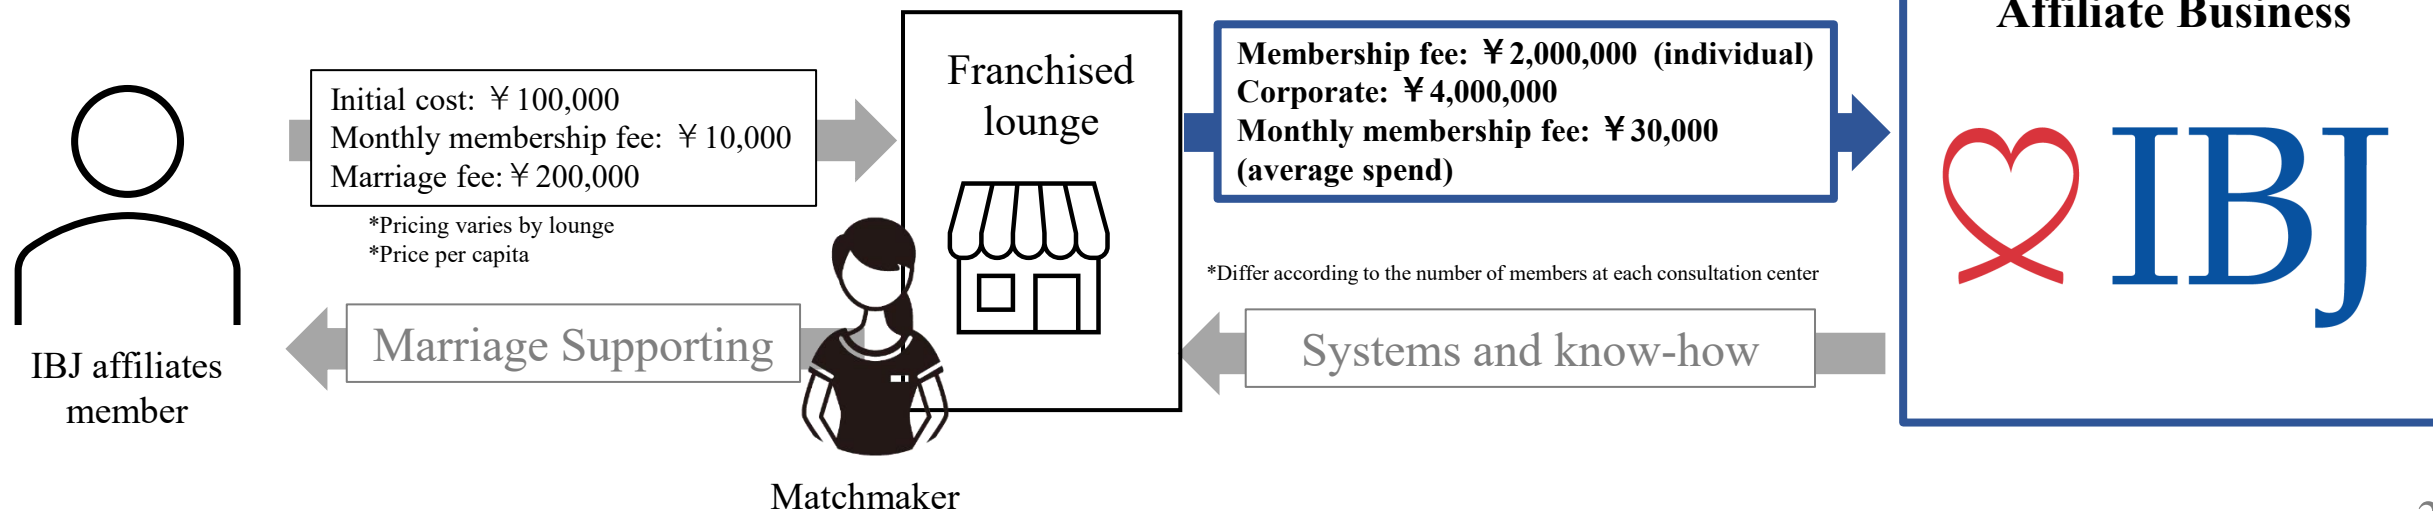 Affiliate Business
Franchised
lounge
Initial cost: ￥100,000
Monthly membership fee: ￥10,000
Marriage fee:￥200,000
*Pricing varies by lounge
*Price per capita
Membership fee: ￥2,000,000 (individual)
Corporate: ￥4,000,000
Monthly membership fee: ￥30,000
(average spend)
*Differ according to the number of members at each consultation center
IBJ
Marriage Supporting
Systems and know-how
IBJ affiliates
member
Matchmaker